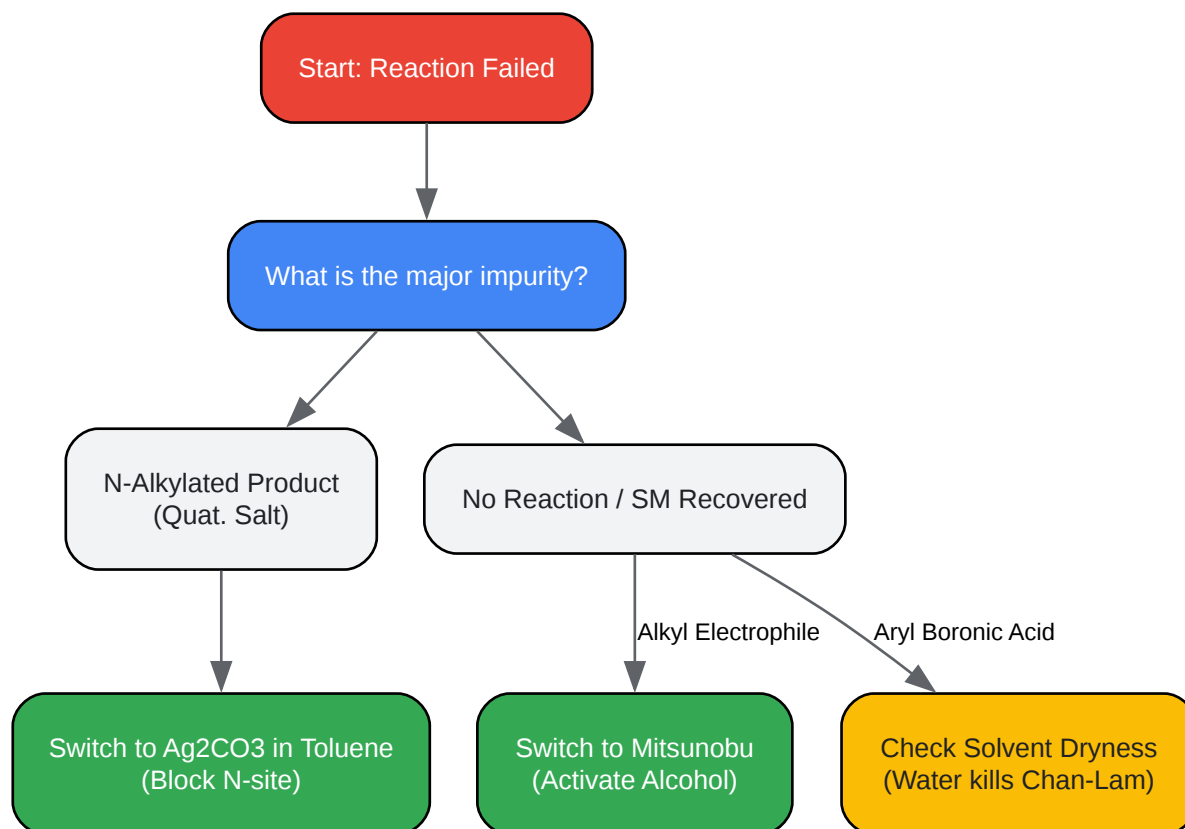 Start: Reaction Failed
What is the major impurity?
N-Alkylated Product
(Quat. Salt)
No Reaction / SM Recovered
Alkyl Electrophile
Aryl Boronic Acid
Switch to Ag2CO3 in Toluene
(Block N-site)
Switch to Mitsunobu
(Activate Alcohol)
Check Solvent Dryness
(Water kills Chan-Lam)